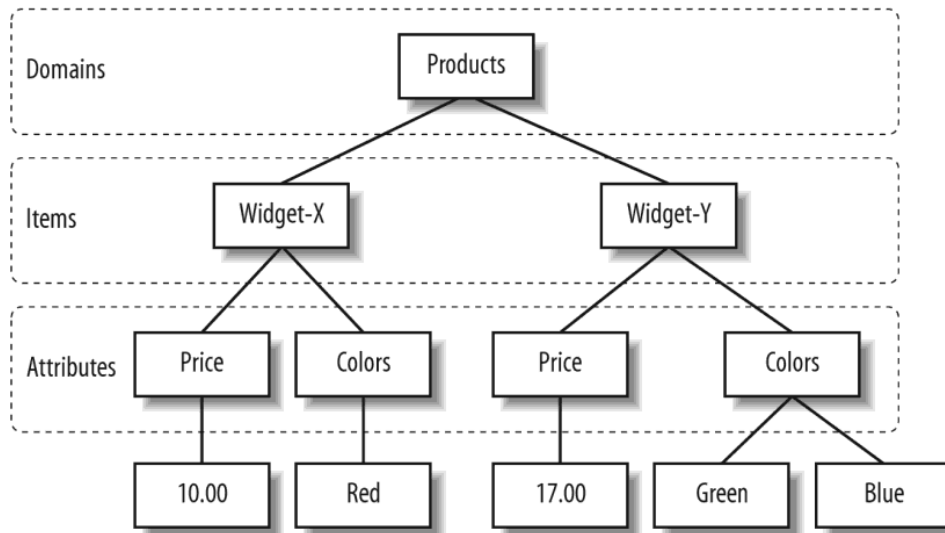 Domains
Products
Items
Widget-X
Widget-Y
Attributes
Price
Colors
Price
Colors
10.00
Red
17.00
Green
Blue